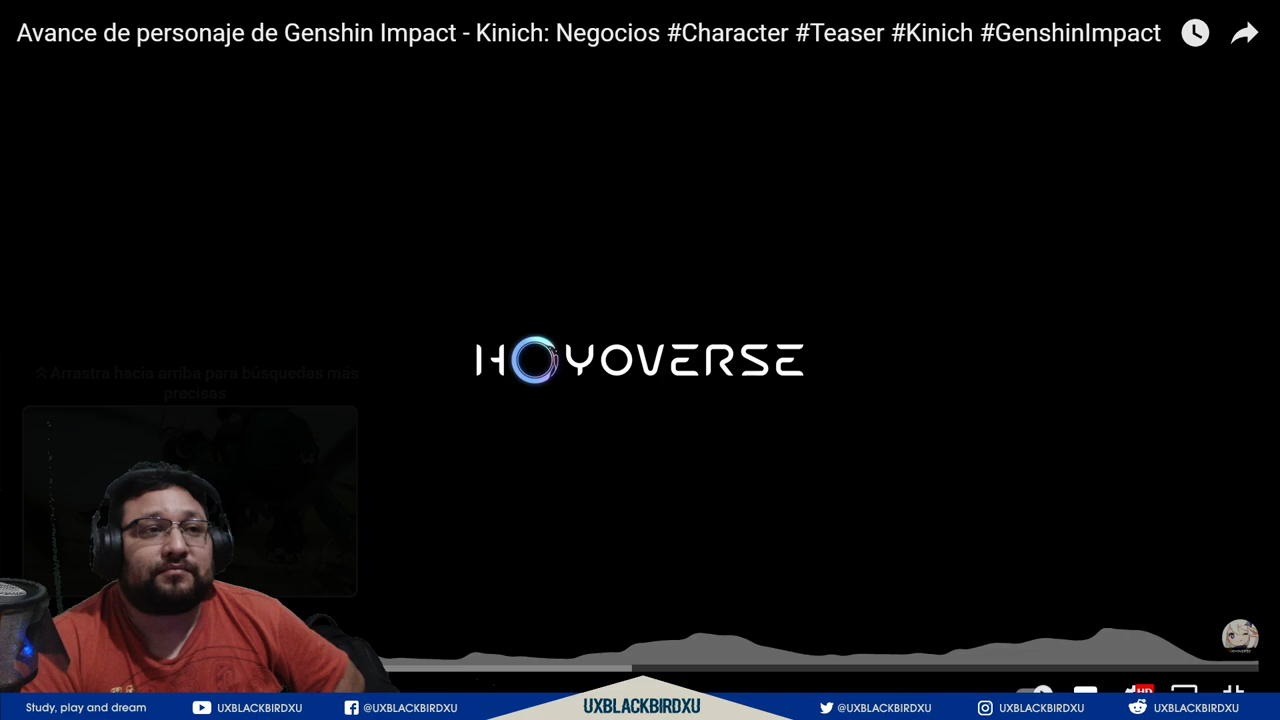 Avance de personaje de Genshin Impact - Kinich: Negocios #Character #Teaser #Kinich #GenshinImpact
HOYOVERSE
Arrastra hacia arriba para búsquedas más
precisas
HD
Study, play and dream
UXBLACKBIRDXU
@UXBLACKBIRDXU
UXBLACKBIRDXU
@UXBLACKBIRDXU
UXBLACKBIRDXU
UXBLACKBIRDXU